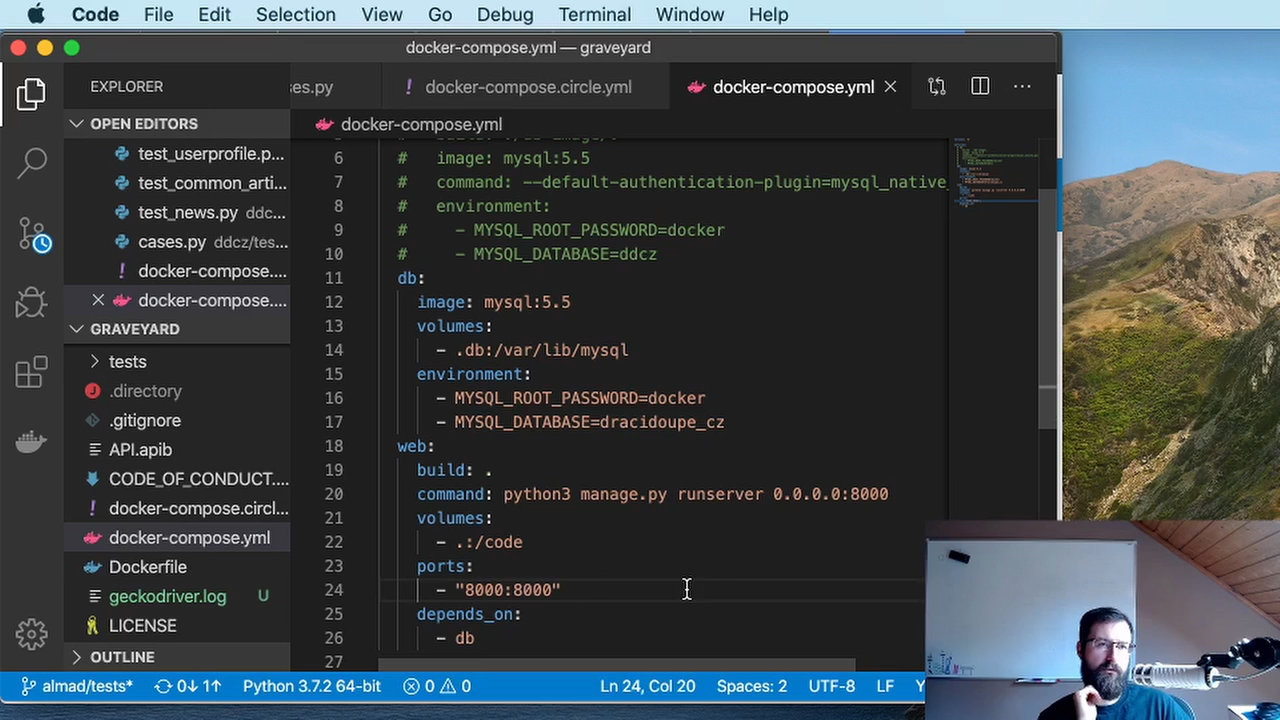 Code File Edit Selection View Go Debug Terminal Window Help
docker-compose.yml — graveyard
EXPLORER
OPEN EDITORS
test_userprofile.p...
test_common_arti...
test_news.py ddc...
cases.py ddcz/tes...
docker-compose....
docker-compose....
GRAVEYARD
tests
.directory
.gitignore
API.apib
CODE_OF_CONDUCT....
docker-compose.circl...
docker-compose.yml
Dockerfile
geckodriver.log U
LICENSE
OUTLINE
ses.py docker-compose.circle.yml docker-compose.yml
docker-compose.yml
6 # image: mysql:5.5
7 # command: --default-authentication-plugin=mysql_native_
8 # environment:
9 # - MYSQL_ROOT_PASSWORD=docker
10 # - MYSQL_DATABASE=ddcz
11 db:
12 image: mysql:5.5
13 volumes:
14 - .db:/var/lib/mysql
15 environment:
16 - MYSQL_ROOT_PASSWORD=docker
17 - MYSQL_DATABASE=dracidoupe_cz
18 web:
19 build: .
20 command: python3 manage.py runserver 0.0.0.0:8000
21 volumes:
22 - .:/code
23 ports:
24 - "8000:8000"
25 depends_on:
26 - db
27
almad/tests* 0↓ 1↑ Python 3.7.2 64-bit 0 0 Ln 24, Col 20 Spaces: 2 UTF-8 LF Y